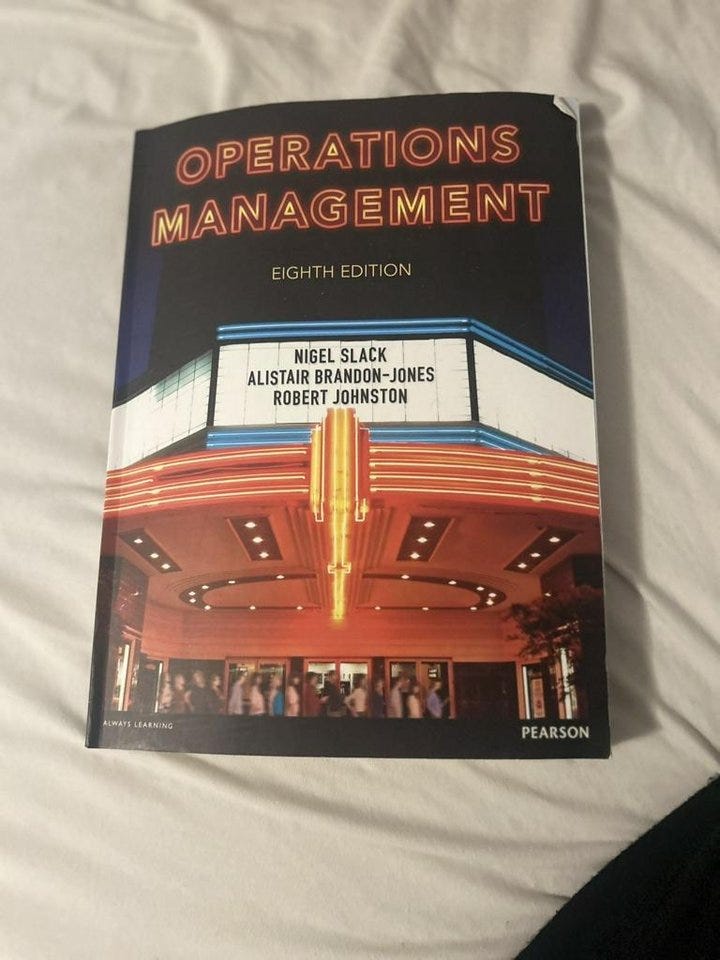 OPERATIONS
MANAGEMENT
EIGHTH EDITION
NIGEL SLACK
ALISTAIR BRANDON-JONES
ROBERT JOHNSTON
ALWAYS LEARNING
PEARSON